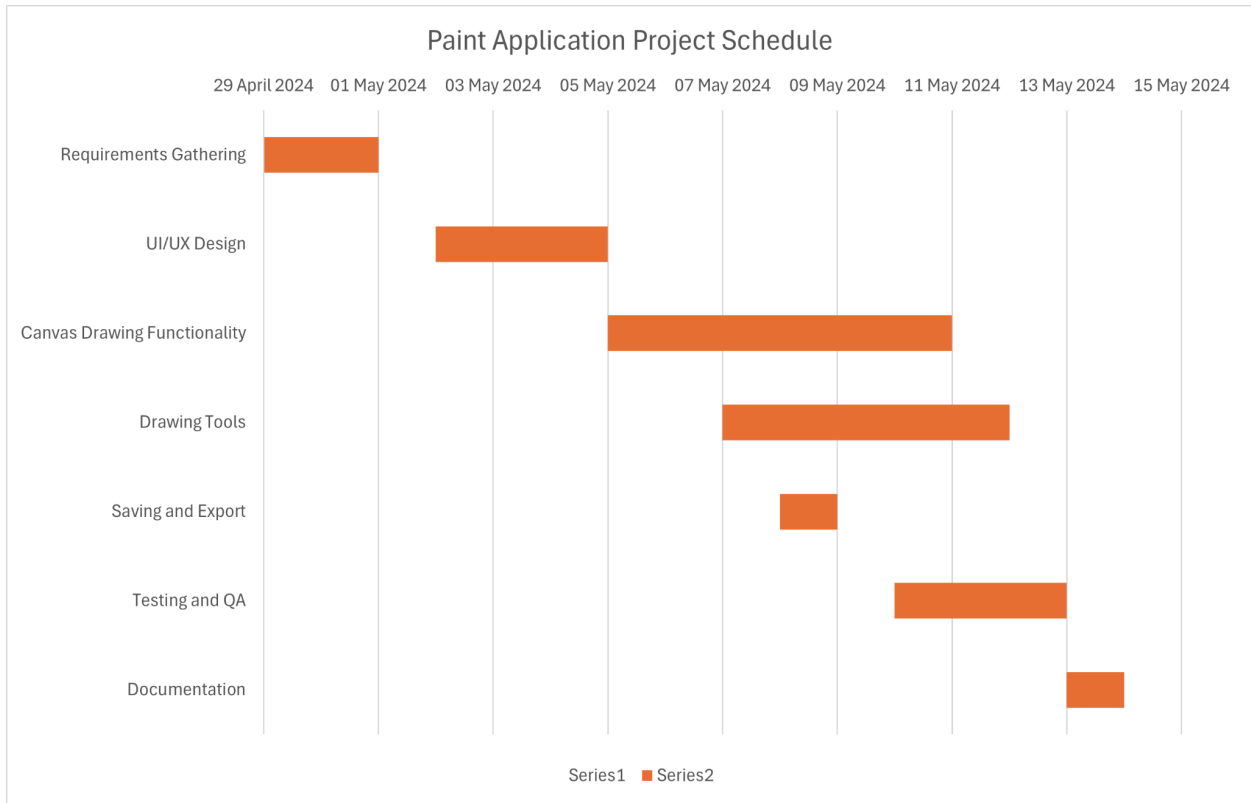 Paint Application Project Schedule
29 April 2024 01 May 2024 03 May 2024 05 May 2024 07 May 2024 09 May 2024 11 May 2024 13 May 2024 15 May 2024
Requirements Gathering
UI/UX Design
Canvas Drawing Functionality
Drawing Tools
Saving and Export
Testing and QA
Documentation
Series1 Series2